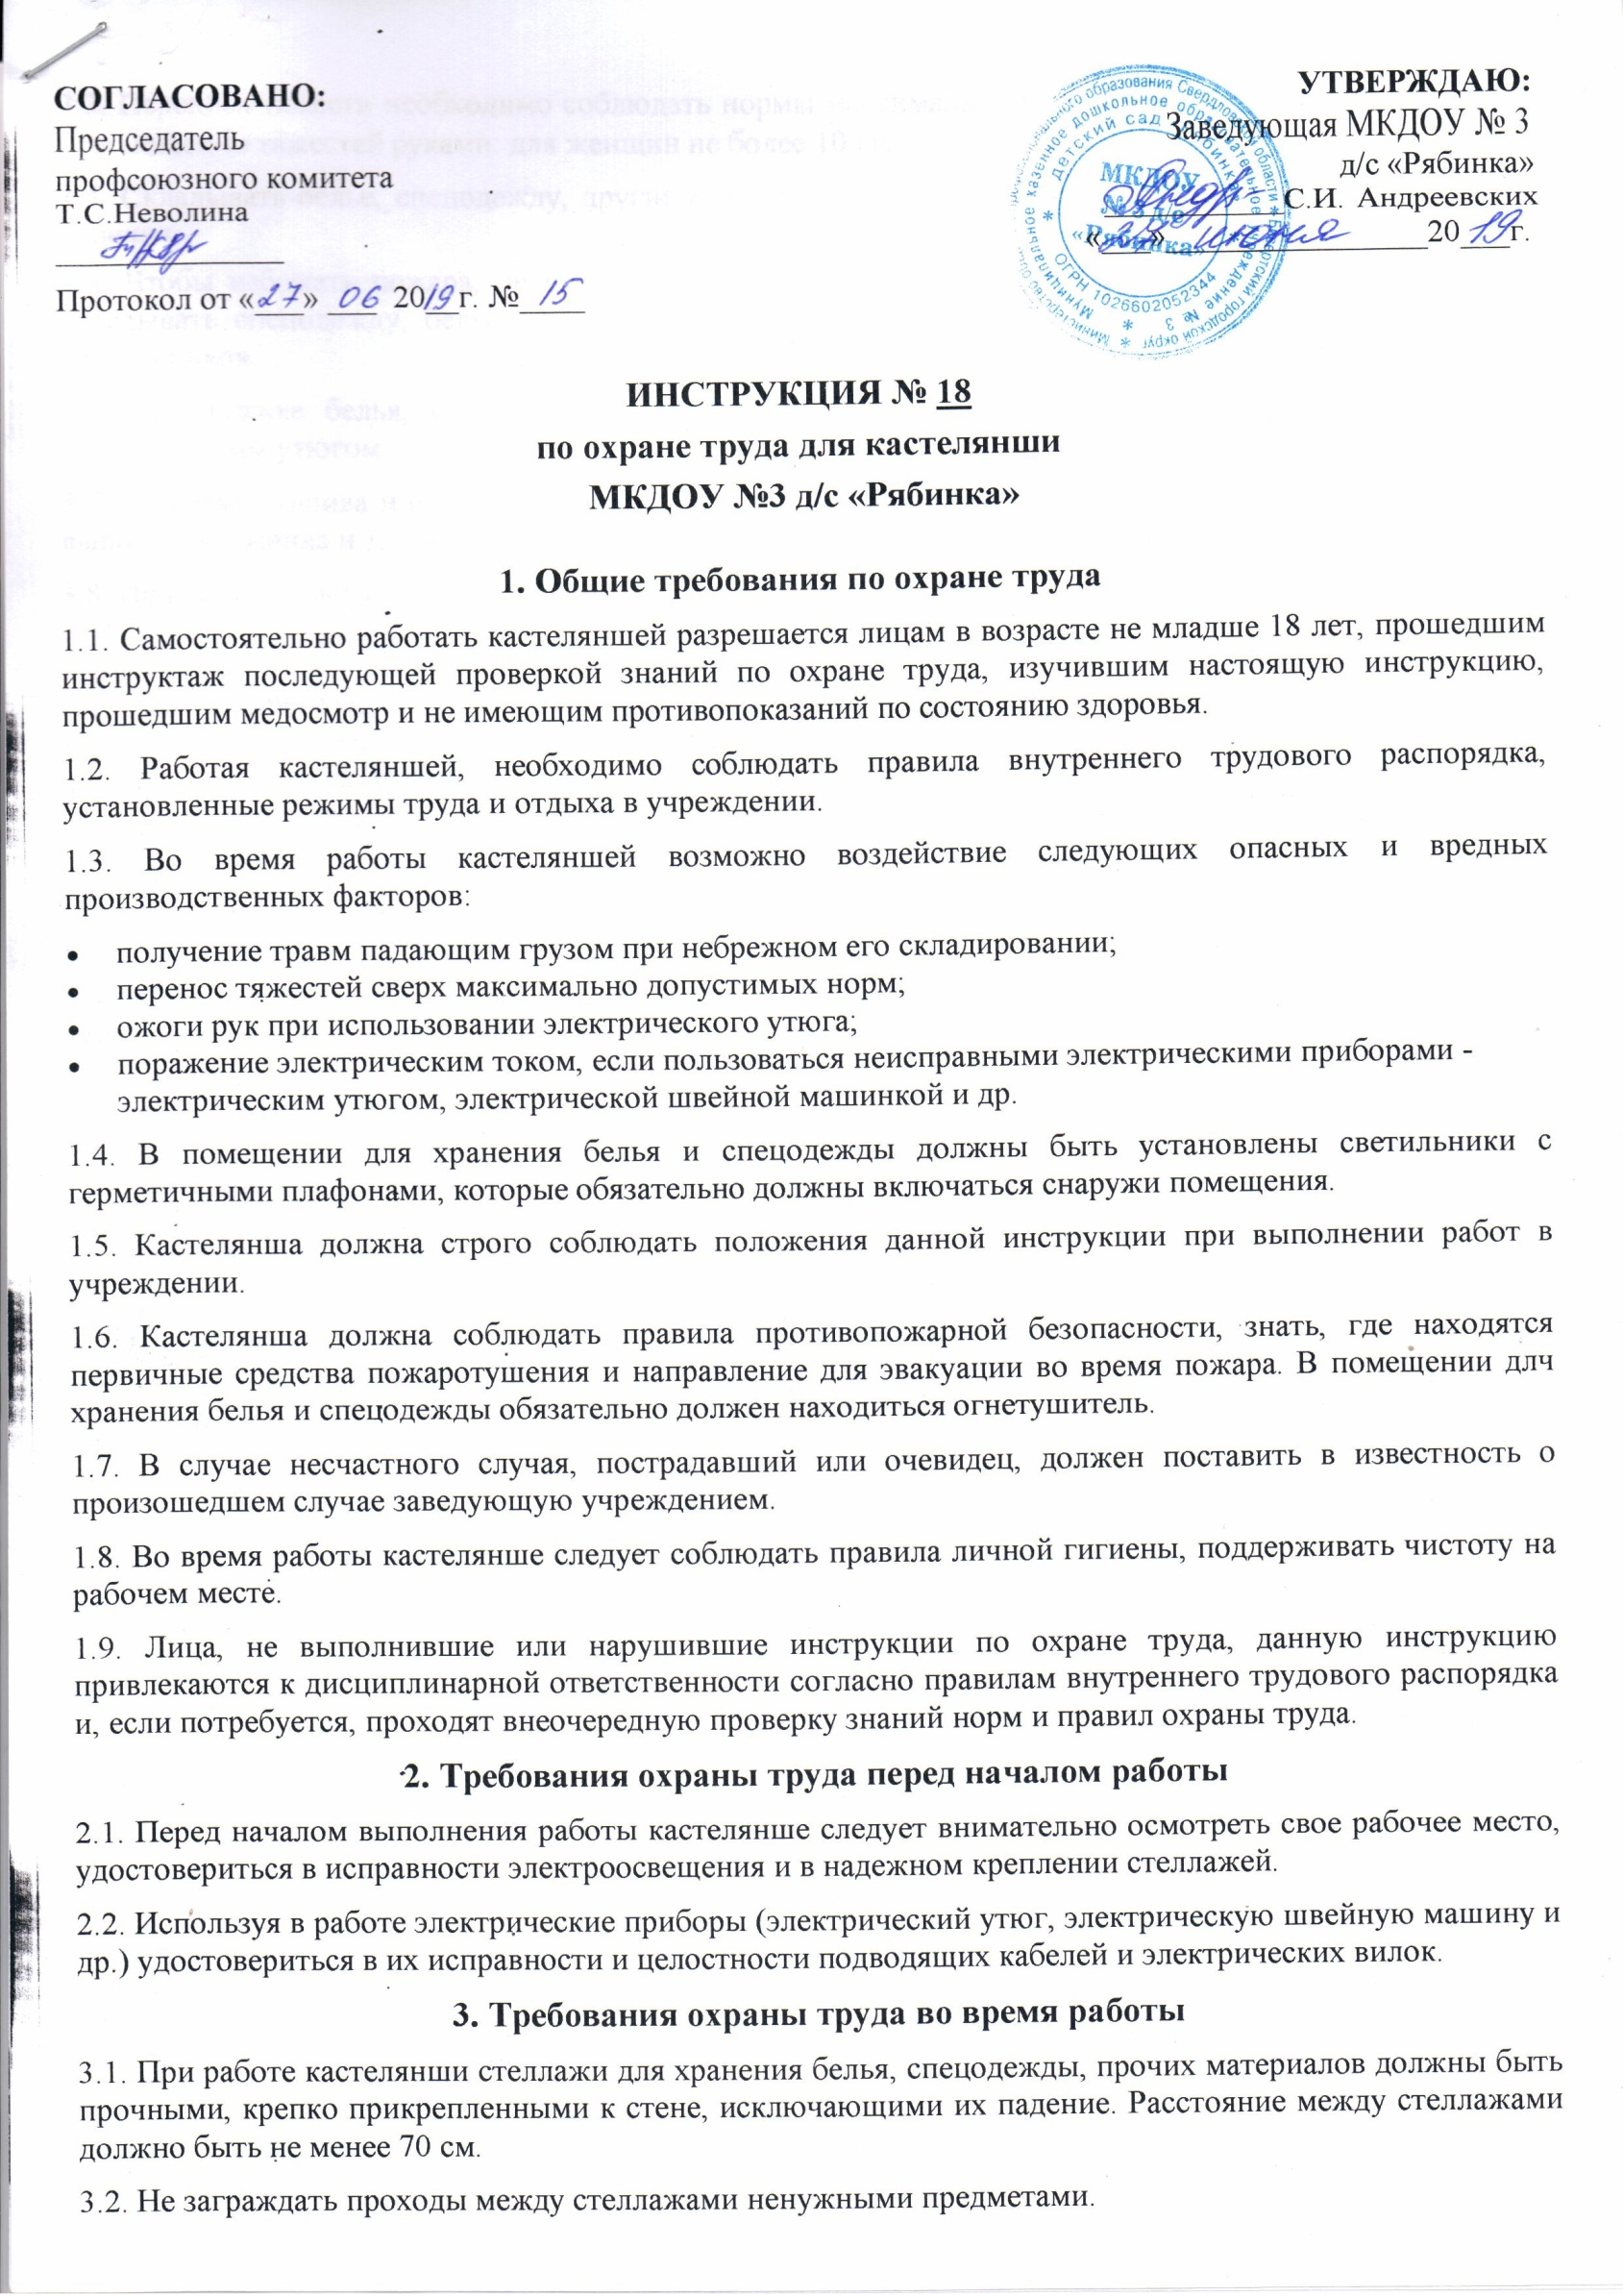 СОГЛАСОВАНО:
Председатель
профсоюзного комитета
Т.С.Неволина
Протокол от «27» 06 2019 г. № 15
УТВЕРЖДАЮ:
Заведующая МКДОУ № 3
д/с «Рябинка»
С.И. Андреевских
« » июня 2019 г.
МКДОУ
№ 3 д/с
«Рябинка»
ОГРН 1026602052344
ИНСТРУКЦИЯ № 18
по охране труда для кастелянши
МКДОУ №3 д/с «Рябинка»
1. Общие требования по охране труда
1.1. Самостоятельно работать кастеляншей разрешается лицам в возрасте не младше 18 лет, прошедшим
инструктаж последующей проверкой знаний по охране труда, изучившим настоящую инструкцию,
прошедшим медосмотр и не имеющим противопоказаний по состоянию здоровья.
1.2. Работая кастеляншей, необходимо соблюдать правила внутреннего трудового распорядка,
установленные режимы труда и отдыха в учреждении.
1.3. Во время работы кастеляншей возможно воздействие следующих опасных и вредных
производственных факторов:
• получение травм падающим грузом при небрежном его складировании;
• перенос тяжестей сверх максимально допустимых норм;
• ожоги рук при использовании электрического утюга;
• поражение электрическим током, если пользоваться неисправными электрическими приборами -
электрическим утюгом, электрической швейной машинкой и др.
1.4. В помещении для хранения белья и спецодежды должны быть установлены светильники с
герметичными плафонами, которые обязательно должны включаться снаружи помещения.
1.5. Кастелянша должна строго соблюдать положения данной инструкции при выполнении работ в
учреждении.
1.6. Кастелянша должна соблюдать правила противопожарной безопасности, знать, где находятся
первичные средства пожаротушения и направление для эвакуации во время пожара. В помещении длч
хранения белья и спецодежды обязательно должен находиться огнетушитель.
1.7. В случае несчастного случая, пострадавший или очевидец, должен поставить в известность о
произошедшем случае заведующую учреждением.
1.8. Во время работы кастелянше следует соблюдать правила личной гигиены, поддерживать чистоту на
рабочем месте.
1.9. Лица, не выполнившие или нарушившие инструкции по охране труда, данную инструкцию
привлекаются к дисциплинарной ответственности согласно правилам внутреннего трудового распорядка
и, если потребуется, проходят внеочередную проверку знаний норм и правил охраны труда.
2. Требования охраны труда перед началом работы
2.1. Перед началом выполнения работы кастелянше следует внимательно осмотреть свое рабочее место,
удостовериться в исправности электроосвещения и в надежном креплении стеллажей.
2.2. Используя в работе электрические приборы (электрический утюг, электрическую швейную машину и
др.) удостовериться в их исправности и целостности подводящих кабелей и электрических вилок.
3. Требования охраны труда во время работы
3.1. При работе кастелянши стеллажи для хранения белья, спецодежды, прочих материалов должны быть
прочными, крепко прикрепленными к стене, исключающими их падение. Расстояние между стеллажами
должно быть не менее 70 см.
3.2. Не заграждать проходы между стеллажами ненужными предметами.